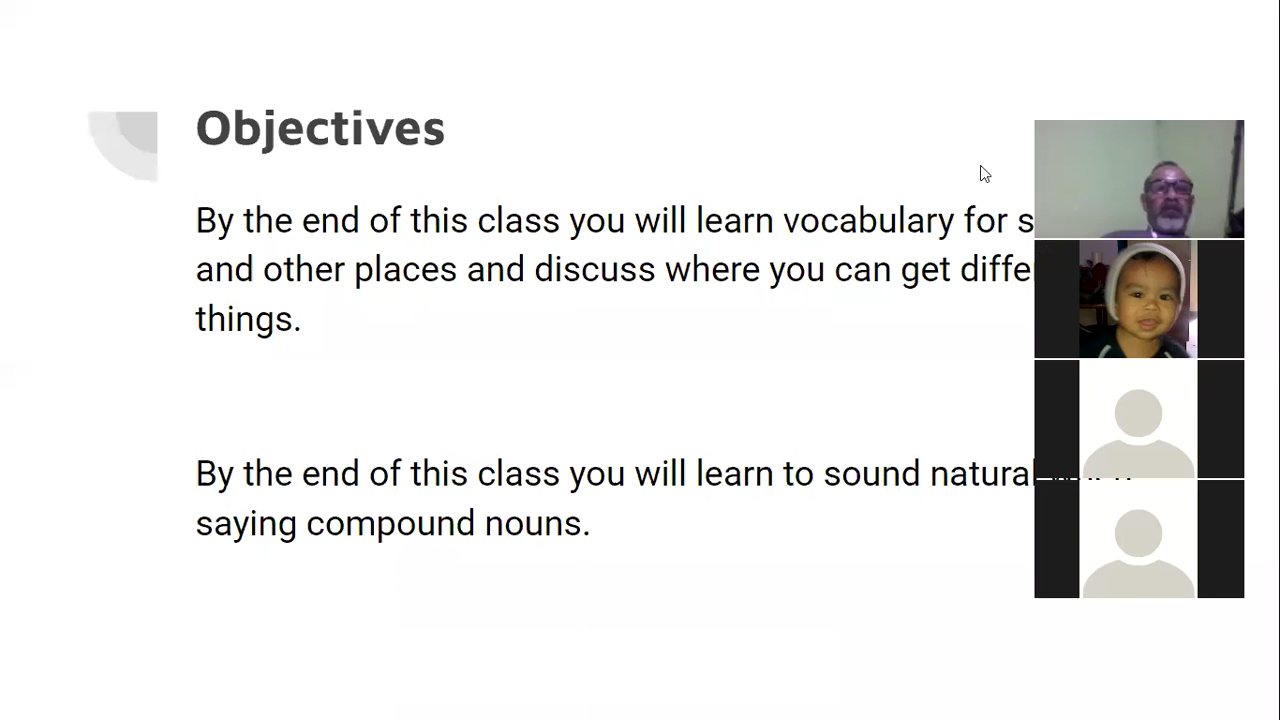 Objectives
By the end of this class you will learn vocabulary for
and other places and discuss where you can get
things.
By the end of this class you will learn to sound natural
saying compound nouns.